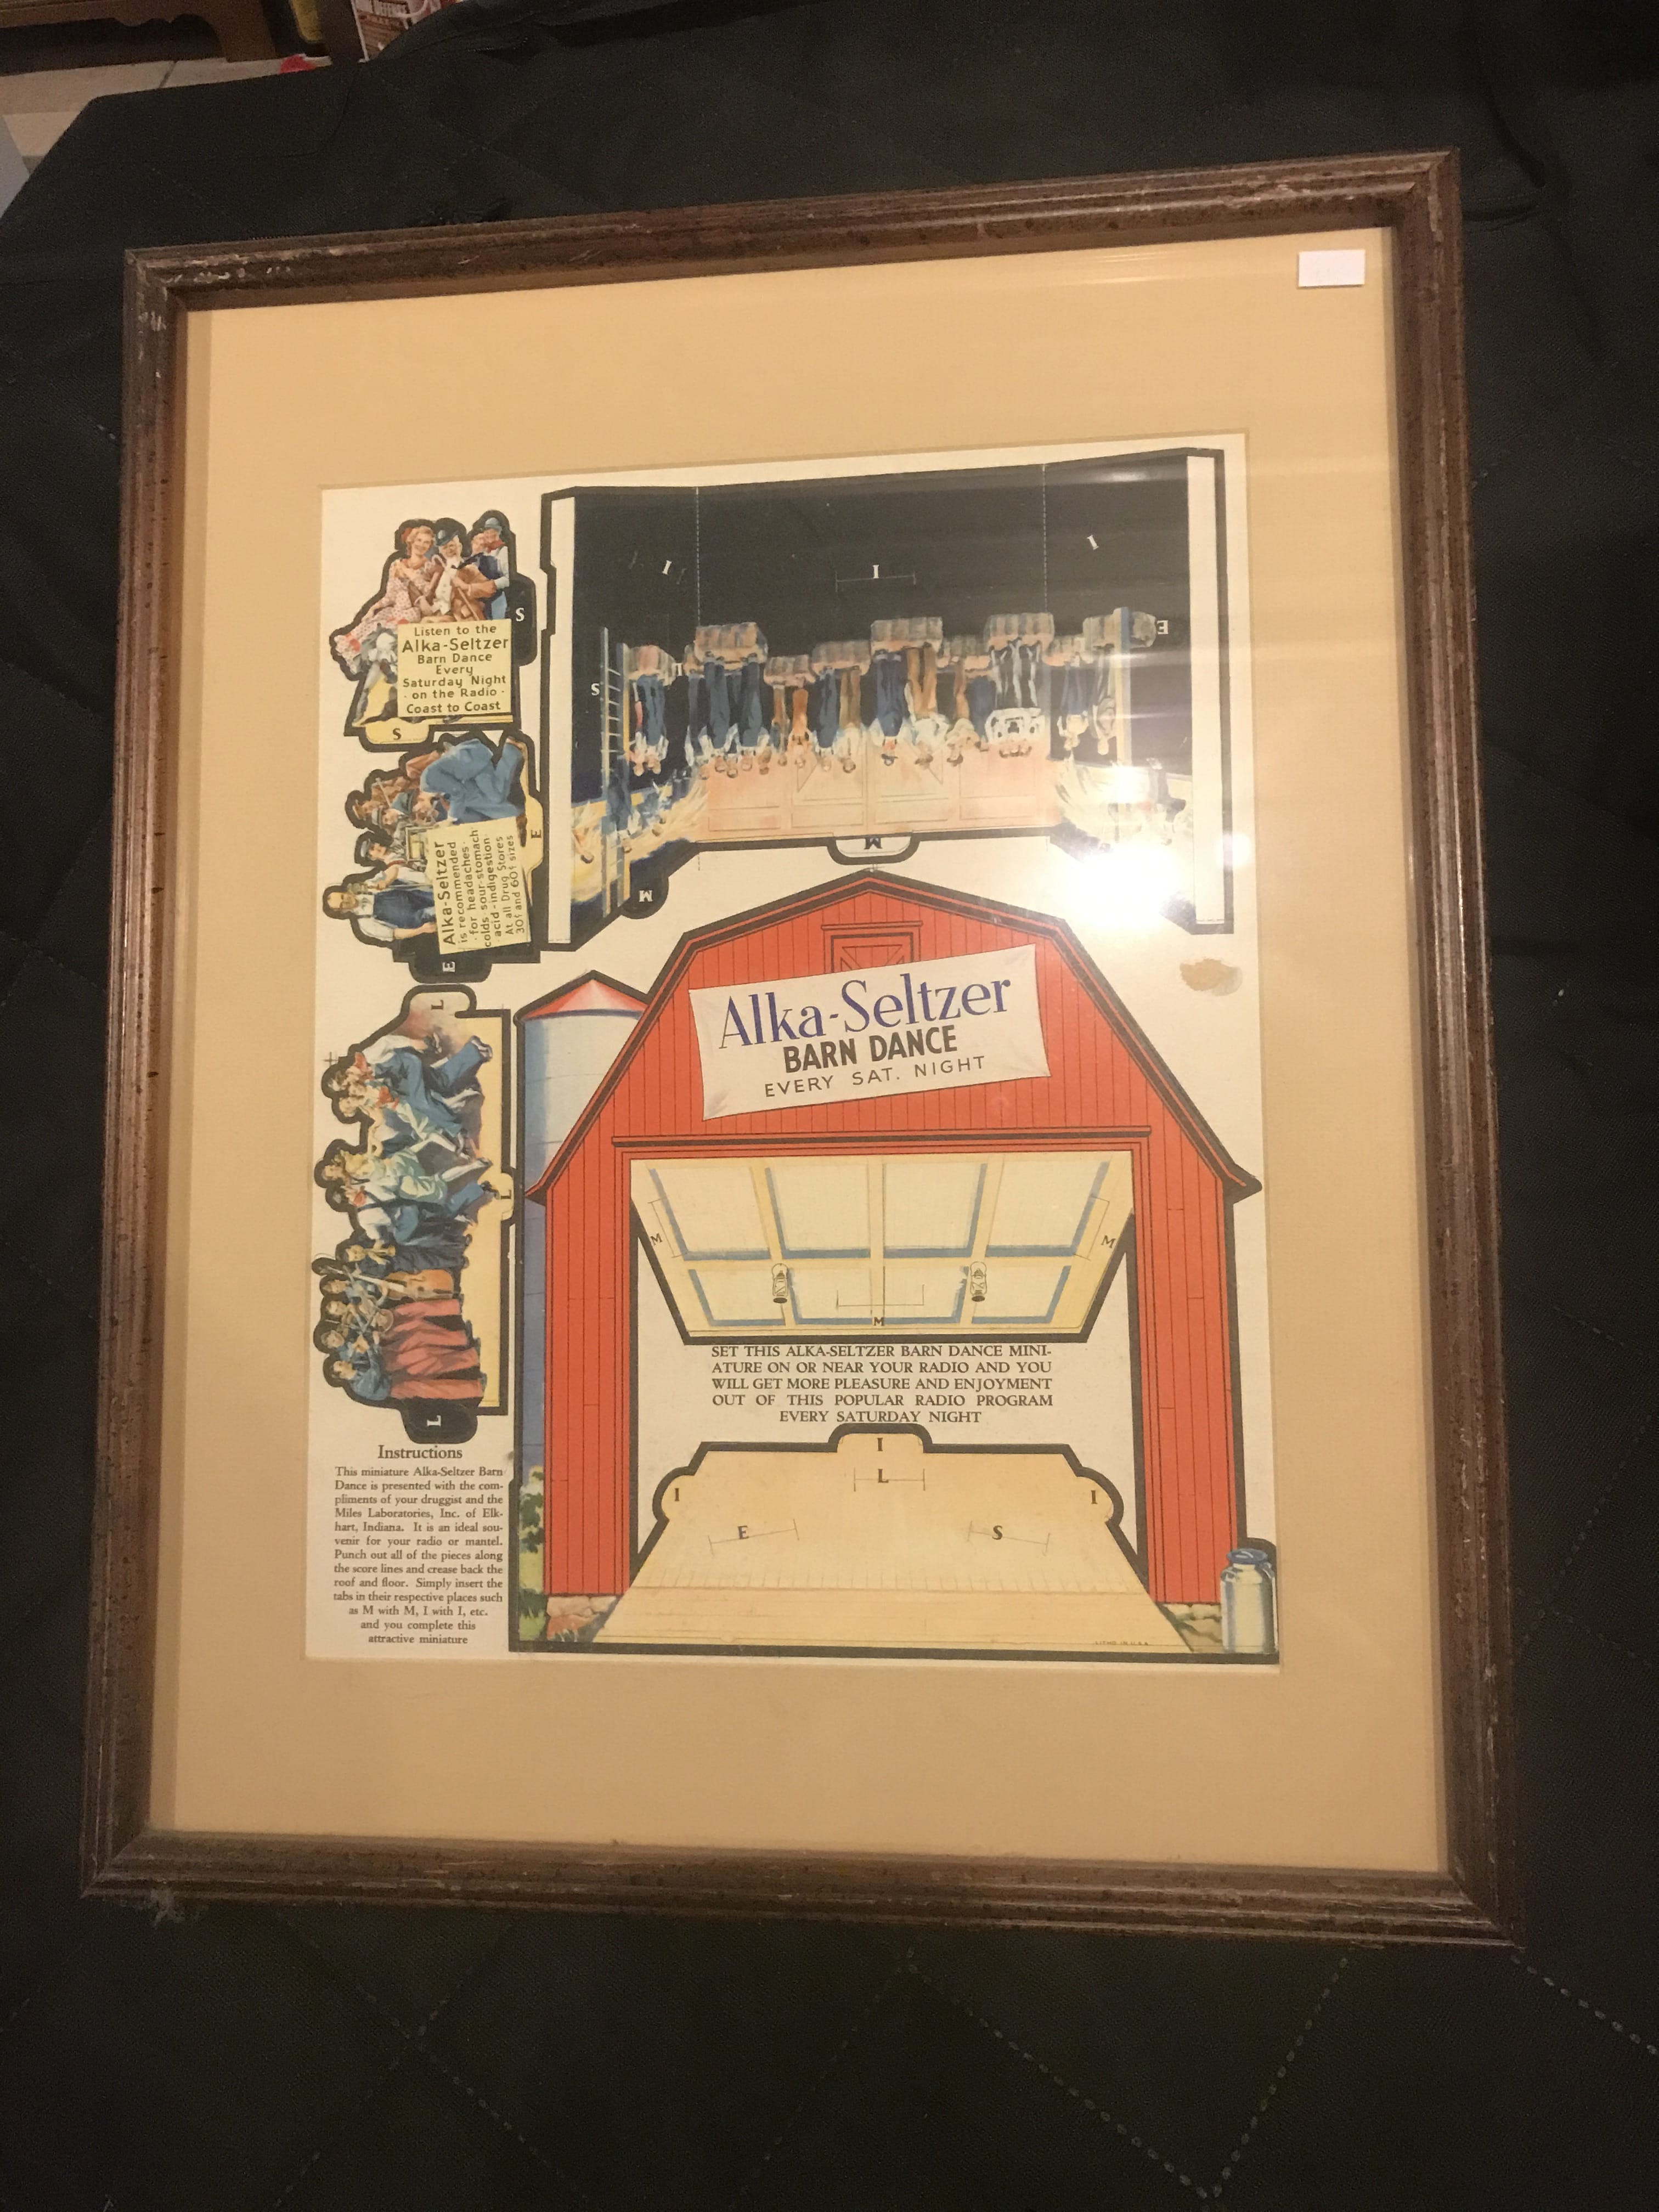 Listen to the
Alka-Seltzer
Barn Dance
Every
Saturday Night
· on the Radio ·
Coast to Coast
S
S
Alka-Seltzer
is recommended
· for headaches ·
colds, sour-stomach
acid-indigestion
At all Drug Stores
30¢ and 60¢ sizes
E
E
I
I
I
E
S
I
M
M
Alka-Seltzer
BARN DANCE
EVERY SAT. NIGHT
M
M
M
SET THIS ALKA-SELTZER BARN DANCE MINI-
ATURE ON OR NEAR YOUR RADIO AND YOU
WILL GET MORE PLEASURE AND ENJOYMENT
OUT OF THIS POPULAR RADIO PROGRAM
EVERY SATURDAY NIGHT
I
L
I
I
E
S
L
L
L
Instructions
This miniature Alka-Seltzer Barn
Dance is presented with the com-
pliments of your druggist and the
Miles Laboratories, Inc. of Elk-
hart, Indiana. It is an ideal sou-
venir for your radio or mantel.
Punch out all of the pieces along
the score lines and crease back the
roof and floor. Simply insert the
tabs in their respective places such
as M with M, I with I, etc.
and you complete this
attractive miniature
LITHO IN U.S.A.